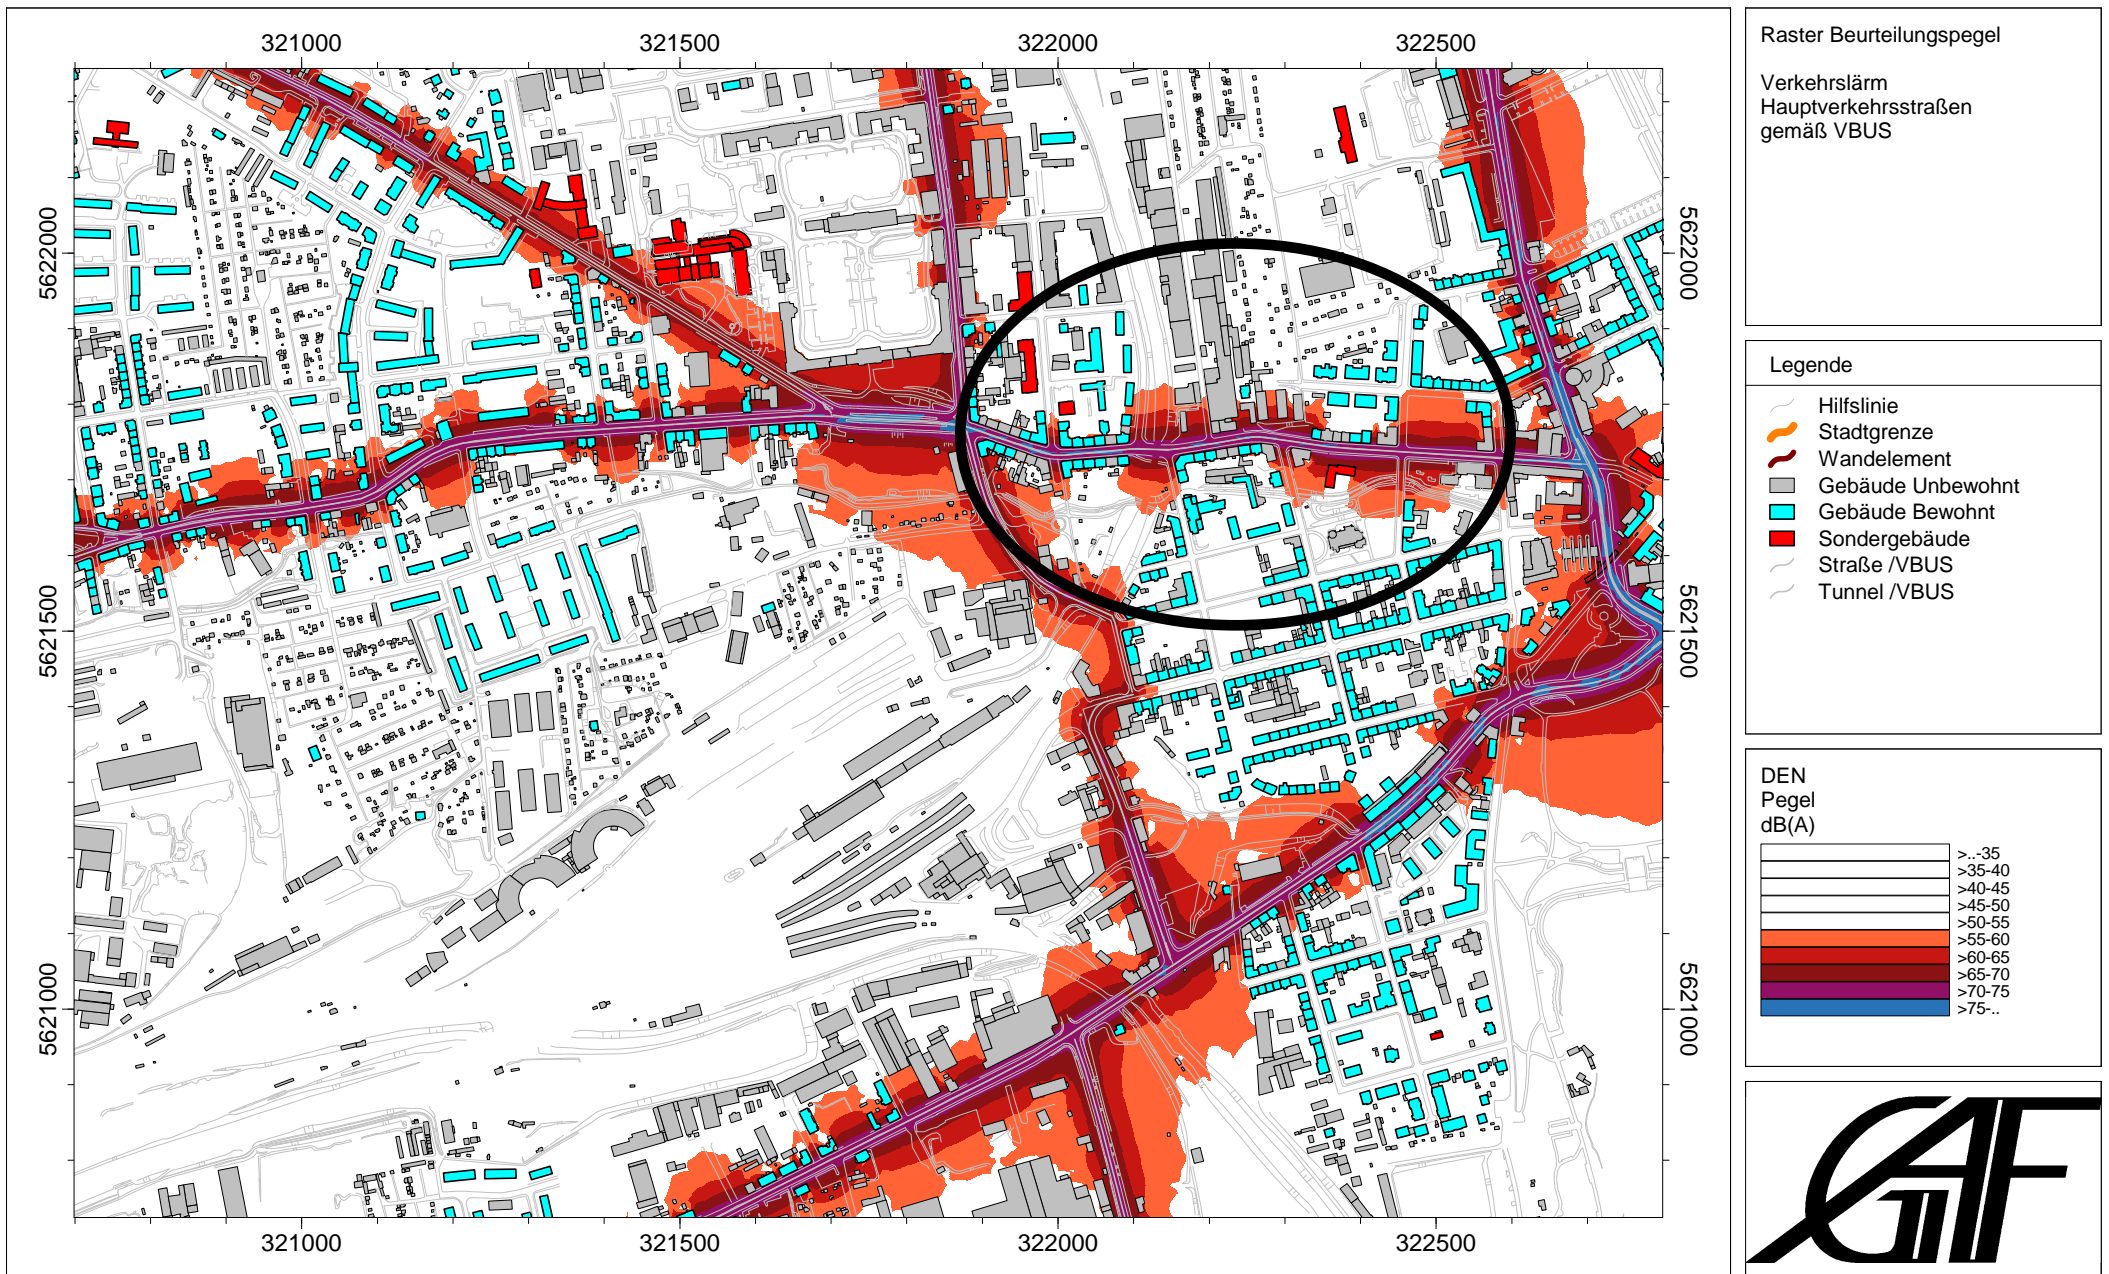 321000 321500 322000 322500
5622000
5621500
5621000
5622000
5621500
5621000
321000 321500 322000 322500
Raster Beurteilungspegel
Verkehrslärm
Hauptverkehrsstraßen
gemäß VBUS
Legende
Hilfslinie
Stadtgrenze
Wandelement
Gebäude Unbewohnt
Gebäude Bewohnt
Sondergebäude
Straße /VBUS
Tunnel /VBUS
DEN
Pegel
dB(A)
>..-35
>35-40
>40-45
>45-50
>50-55
>55-60
>60-65
>65-70
>70-75
>75-..
GAF